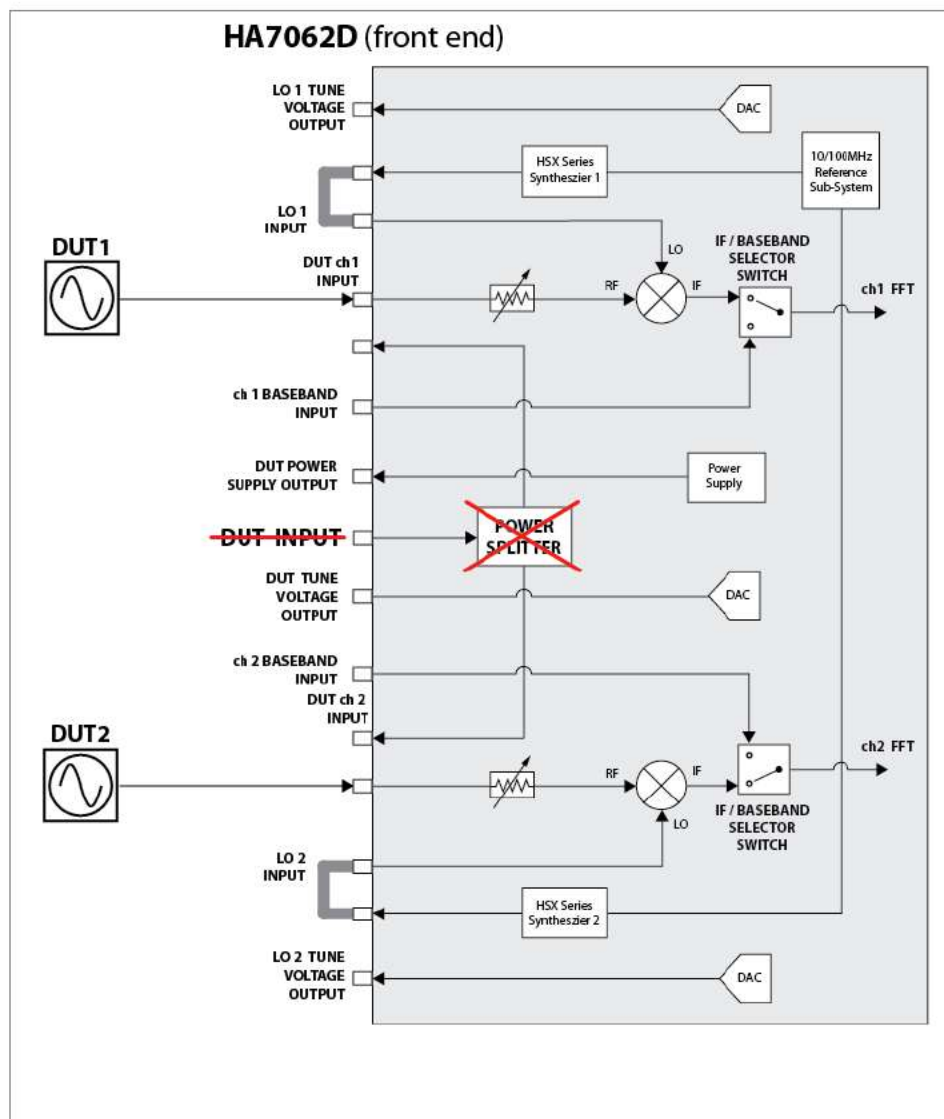 HA7062D (front end)
LO 1 TUNE
VOLTAGE
OUTPUT
DAC
HSX Series
Syntheszier 1
10/100MHz
Reference
Sub-System
LO 1
INPUT
DUT1
DUT ch1
INPUT
LO
RF
IF
IF / BASEBAND
SELECTOR
SWITCH
ch1 FFT
ch 1 BASEBAND
INPUT
DUT POWER
SUPPLY OUTPUT
Power
Supply
DUT INPUT
POWER
SPLITTER
DUT TUNE
VOLTAGE
OUTPUT
DAC
ch 2 BASEBAND
INPUT
DUT ch 2
INPUT
DUT2
RF
IF
LO
ch2 FFT
IF / BASEBAND
SELECTOR
SWITCH
LO 2
INPUT
HSX Series
Syntheszier 2
LO 2 TUNE
VOLTAGE
OUTPUT
DAC